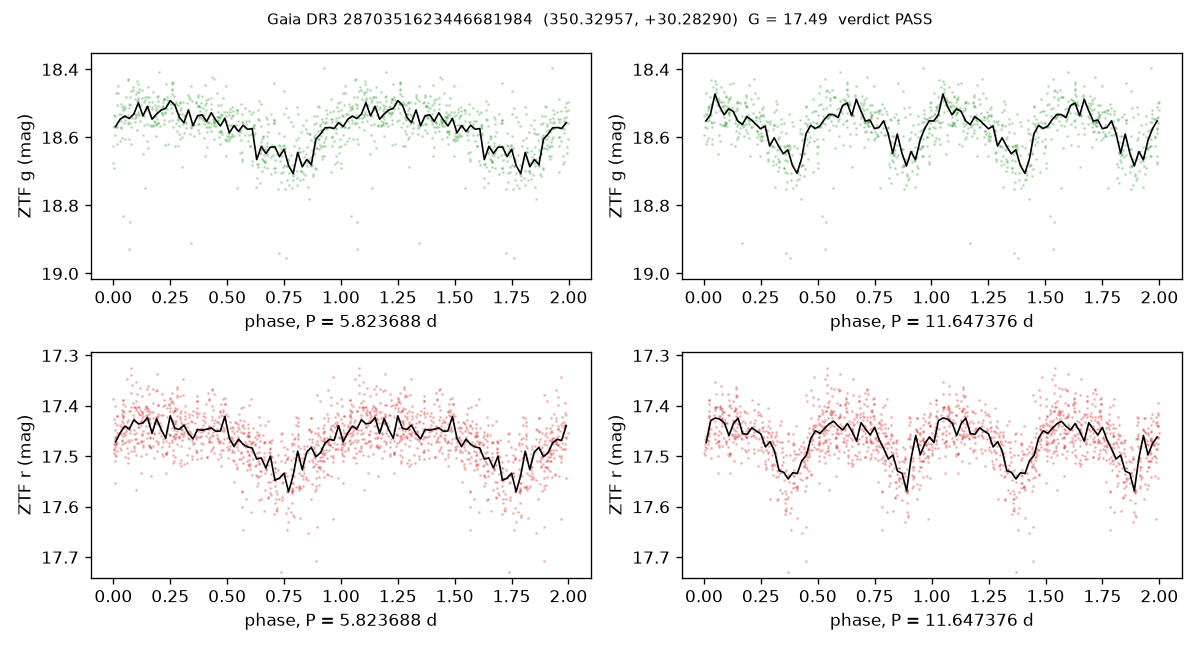 Gaia DR3 2870351623446681984 (350.32957, +30.28290) G = 17.49 verdict PASS
ZTF g (mag)
18.4
18.6
18.8
19.0
0.00 0.25 0.50 0.75 1.00 1.25 1.50 1.75 2.00
phase, P = 5.823688 d
ZTF g (mag)
18.4
18.6
18.8
19.0
0.00 0.25 0.50 0.75 1.00 1.25 1.50 1.75 2.00
phase, P = 11.647376 d
ZTF r (mag)
17.3
17.4
17.5
17.6
17.7
0.00 0.25 0.50 0.75 1.00 1.25 1.50 1.75 2.00
phase, P = 5.823688 d
ZTF r (mag)
17.3
17.4
17.5
17.6
17.7
0.00 0.25 0.50 0.75 1.00 1.25 1.50 1.75 2.00
phase, P = 11.647376 d